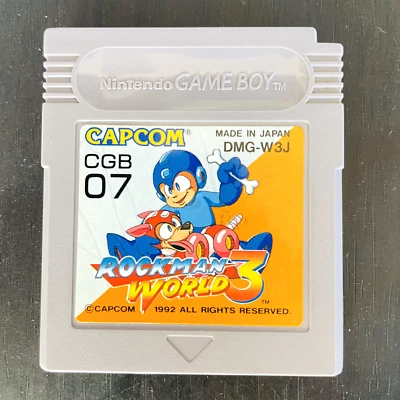 Nintendo GAME BOY TM
CAPCOM®
MADE IN JAPAN
DMG-W3J
CGB
07
ROCKMAN
WORLD 3 TM
©CAPCOM 1992 ALL RIGHTS RESERVED.